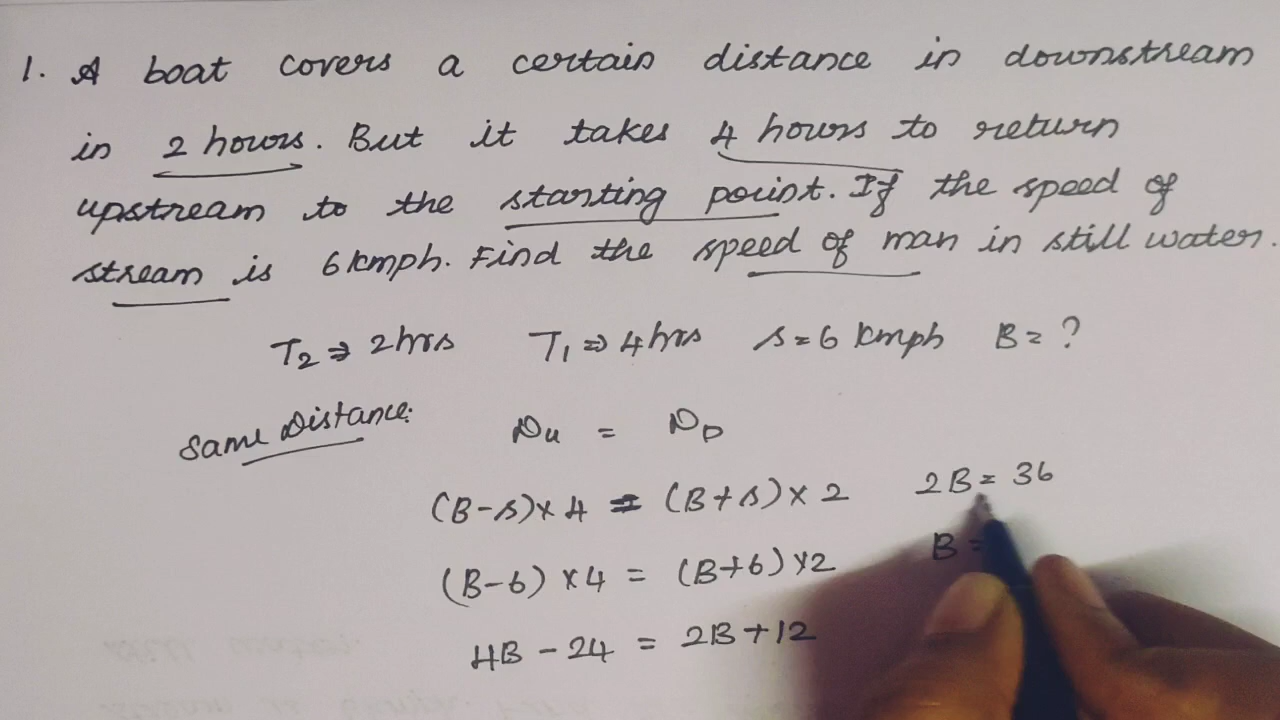 1. A boat covers a certain distance in downstream
in 2 hours. But it takes 4 hours to return
upstream to the starting point. If the speed of
stream is 6 kmph. Find the speed of man in still water.
T₂ ⇒ 2hrs T₁ ⇒ 4hrs s=6 kmph B=?
Same Distance:
Du = DD
(B-s)×4 = (B+s)×2 2B = 36
(B-6)×4 = (B+6)×2 B =
4B - 24 = 2B+12